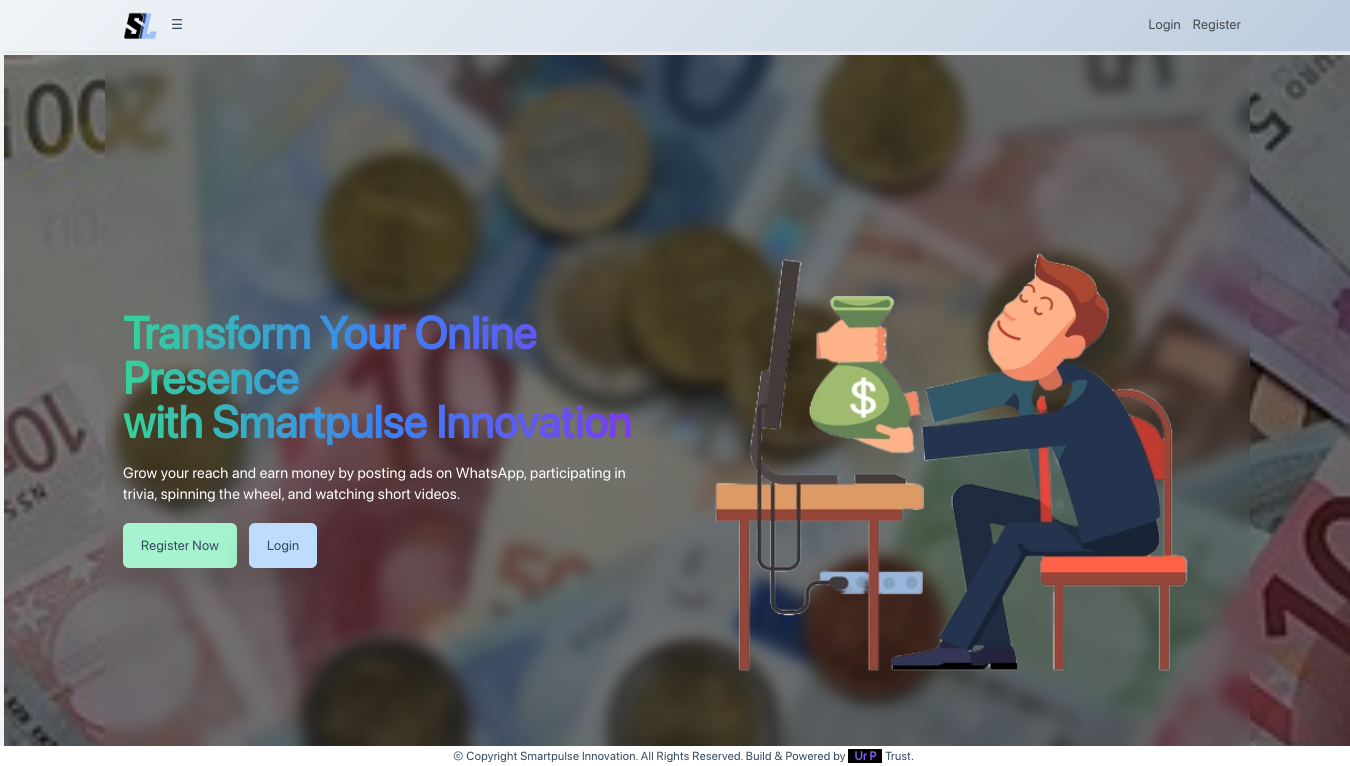 SL ☰ Login Register
Transform Your Online
Presence
with Smartpulse Innovation
Grow your reach and earn money by posting ads on WhatsApp, participating in
trivia, spinning the wheel, and watching short videos.
Register Now Login
$
© Copyright Smartpulse Innovation. All Rights Reserved. Build & Powered by Ur P Trust.